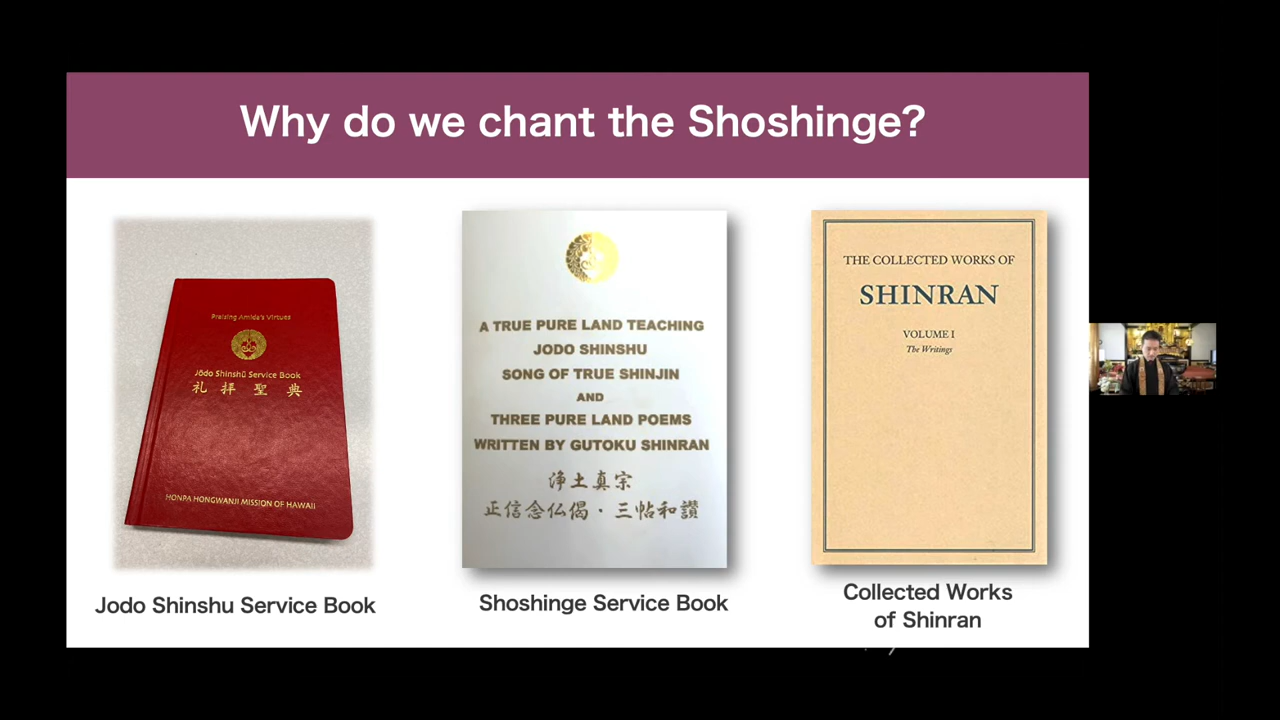 Why do we chant the Shoshinge?
Praising Amida's Virtues
Jōdo Shinshū Service Book
礼拝聖典
HONPA HONGWANJI MISSION OF HAWAII
Jodo Shinshu Service Book
A TRUE PURE LAND TEACHING
JODO SHINSHU
SONG OF TRUE SHINJIN
AND
THREE PURE LAND POEMS
WRITTEN BY GUTOKU SHINRAN
浄土真宗
正信念仏偈・三帖和讃
Shoshinge Service Book
THE COLLECTED WORKS OF
SHINRAN
VOLUME I
The Writings
Collected Works
of Shinran